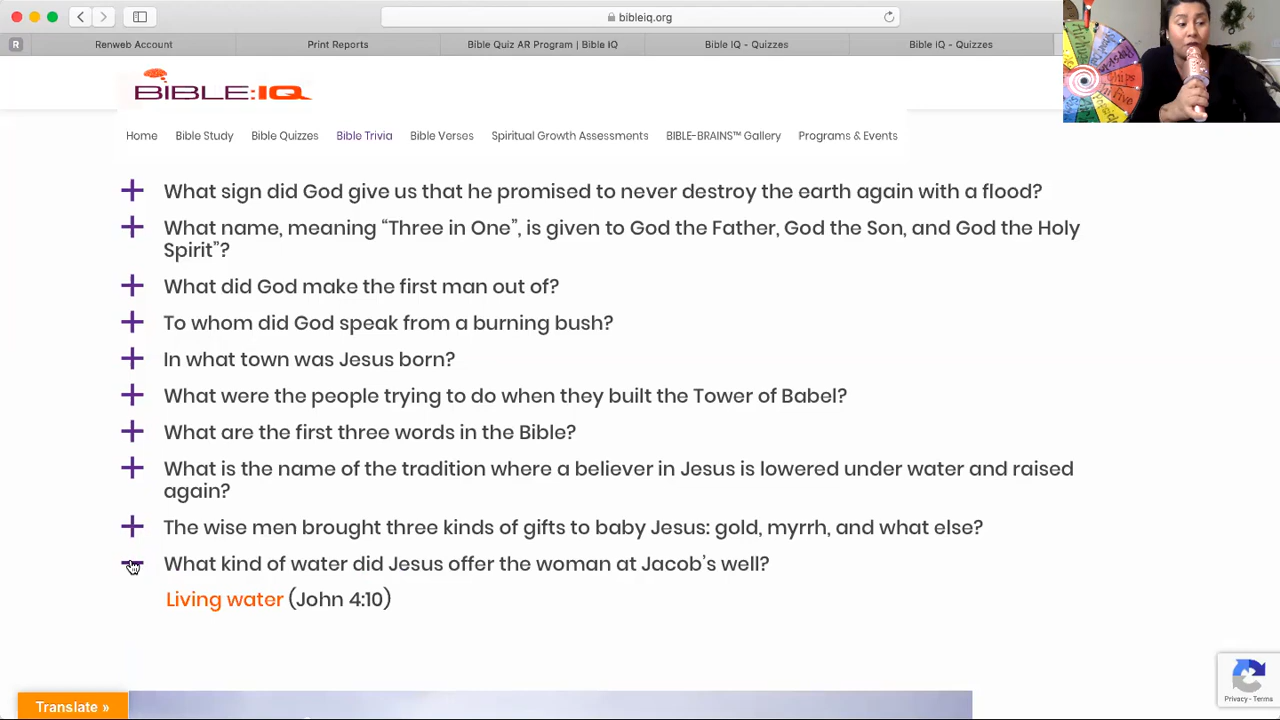 bibleiq.org
R
Renweb Account
Print Reports
Bible Quiz AR Program | Bible IQ
Bible IQ - Quizzes
Bible IQ - Quizzes
BIBLE:IQ
Home
Bible Study
Bible Quizzes
Bible Trivia
Bible Verses
Spiritual Growth Assessments
BIBLE-BRAINS™ Gallery
Programs & Events
What sign did God give us that he promised to never destroy the earth again with a flood?
What name, meaning “Three in One”, is given to God the Father, God the Son, and God the Holy
Spirit”?
What did God make the first man out of?
To whom did God speak from a burning bush?
In what town was Jesus born?
What were the people trying to do when they built the Tower of Babel?
What are the first three words in the Bible?
What is the name of the tradition where a believer in Jesus is lowered under water and raised
again?
The wise men brought three kinds of gifts to baby Jesus: gold, myrrh, and what else?
What kind of water did Jesus offer the woman at Jacob’s well?
Living water (John 4:10)
Translate »
Privacy - Terms